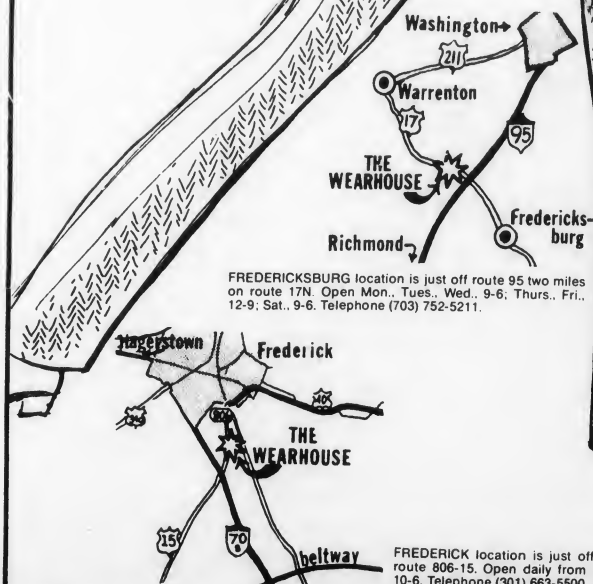 Washington→
211
Warrenton
17
95
THE
WEARHOUSE
Fredericks-
burg
Richmond
FREDERICKSBURG location is just off route 95 two miles
on route 17N. Open Mon., Tues., Wed., 9-6; Thurs., Fri.,
12-9; Sat., 9-6. Telephone (703) 752-5211.
Hagerstown
Frederick
40
THE
WEARHOUSE
15
70
beltway
FREDERICK location is just off
route 806-15. Open daily from
10-6. Telephone (301) 663-5500